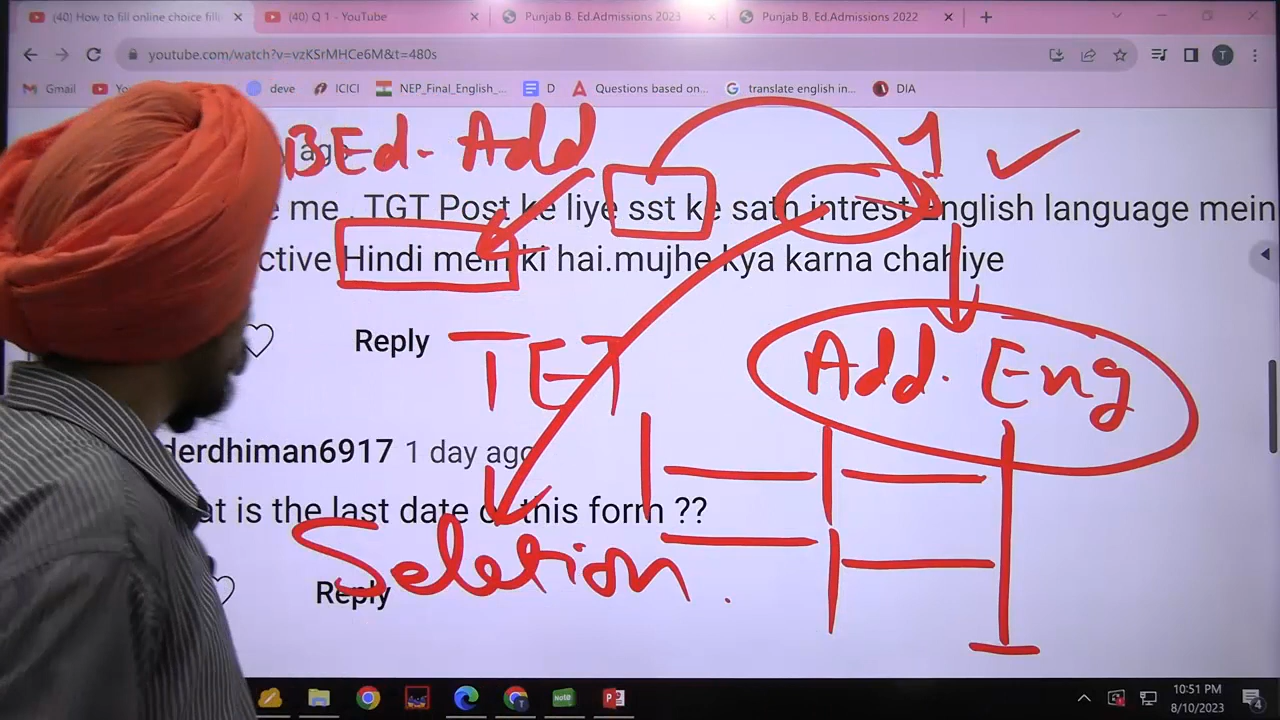 (40) How to fill online choice fill
(40) Q 1 - YouTube
Punjab B. Ed.Admissions 2023
Punjab B. Ed.Admissions 2022
youtube.com/watch?v=vzKSrMHCe6M&t=480s
T
Gmail
deve
ICICI
NEP_Final_English_...
D
Questions based on...
translate english in...
DIA
ago
BEd- Add
1
me . TGT Post ke liye sst ke sath intrest English language mein
Hindi mein ki hai.mujhe kya karna chahiye
Reply
TET
Add. Eng
derdhiman6917 1 day ago
is the last date of this form ??
Seletion.
Reply
Note
10:51 PM
8/10/2023
4